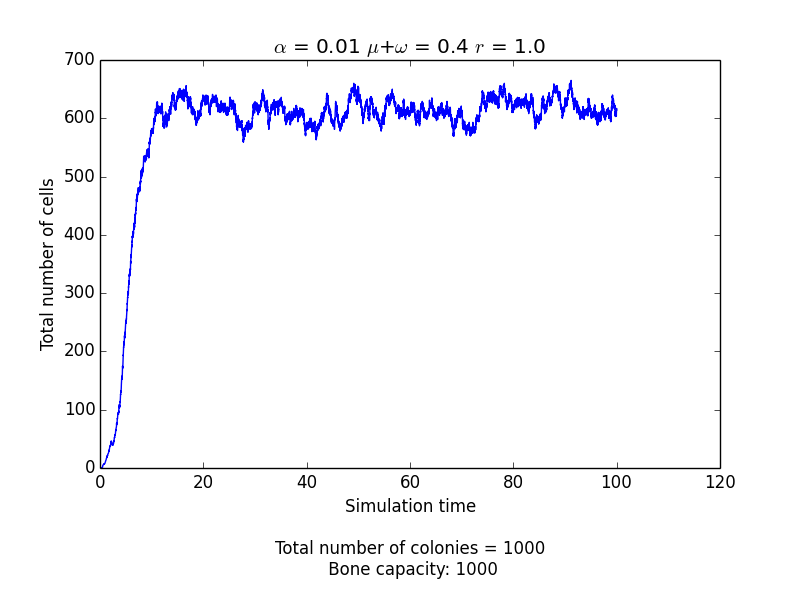 α = 0.01 μ+ω = 0.4 r = 1.0
700
600
500
400
300
200
100
0
Total number of cells
0 20 40 60 80 100 120
Simulation time
Total number of colonies = 1000
Bone capacity: 1000